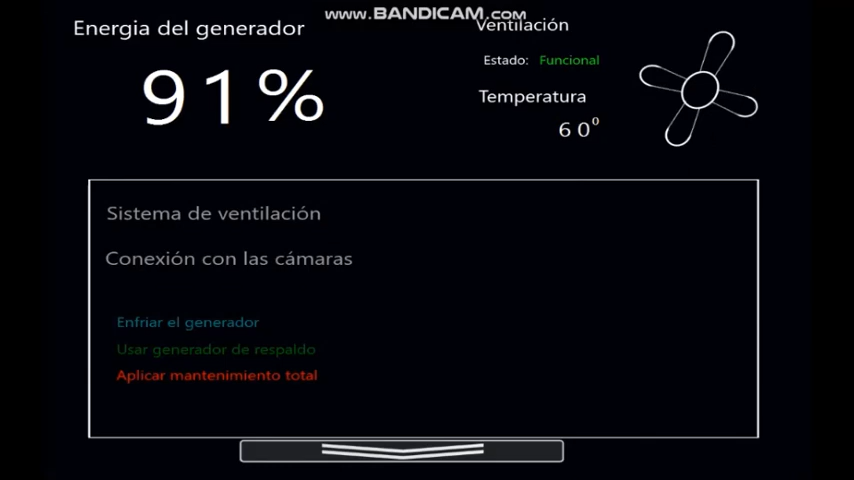 www.BANDICAM.com
Energia del generador
91%
Ventilación
Estado: Funcional
Temperatura
60º
Sistema de ventilación
Conexión con las cámaras
Enfriar el generador
Usar generador de respaldo
Aplicar mantenimiento total